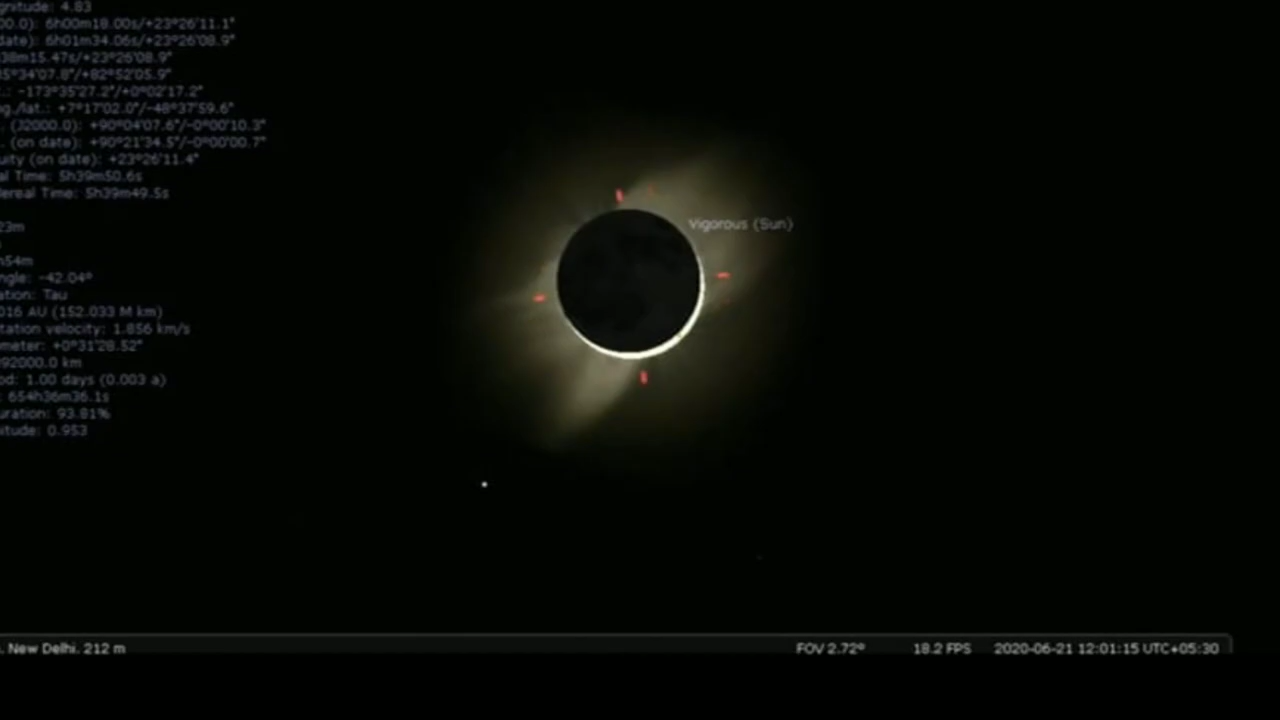 gnitude: 4.83
00.0): 6h00m18.00s/+23°26'11.1"
date): 6h01m34.06s/+23°26'08.9"
38m15.47s/+23°26'08.9"
5°34'07.8"/+82°52'05.9"
.: -173°35'27.2"/+0°02'17.2"
ng./lat.: +7°17'02.0"/-48°37'59.6"
. (J2000.0): +90°04'07.6"/-0°00'10.3"
. (on date): +90°21'34.5"/-0°00'00.7"
uity (on date): +23°26'11.4"
al Time: 5h39m50.6s
dereal Time: 5h39m49.5s
23m
h54m
ngle: -42.04°
ation: Tau
016 AU (152.033 M km)
tation velocity: 1.856 km/s
meter: +0°31'28.52"
92000.0 km
od: 1.00 days (0.003 a)
: 654h36m36.1s
uration: 93.81%
itude: 0.953
Vigorous (Sun)
, New Delhi, 212 m
FOV 2.72° 18.2 FPS 2020-06-21 12:01:15 UTC+05:30